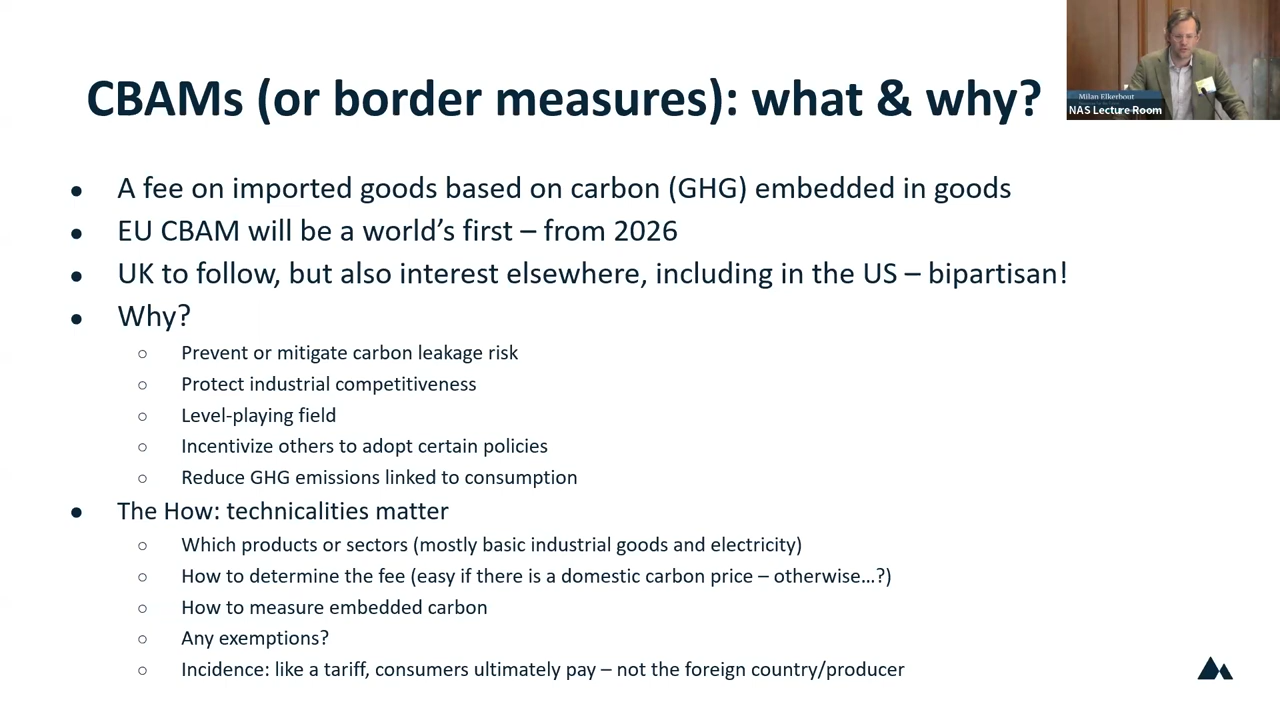 CBAMs (or border measures): what & why?
Milan Elkerhout
NAS Lecture Room
● A fee on imported goods based on carbon (GHG) embedded in goods
● EU CBAM will be a world's first – from 2026
● UK to follow, but also interest elsewhere, including in the US – bipartisan!
● Why?
○ Prevent or mitigate carbon leakage risk
○ Protect industrial competitiveness
○ Level-playing field
○ Incentivize others to adopt certain policies
○ Reduce GHG emissions linked to consumption
● The How: technicalities matter
○ Which products or sectors (mostly basic industrial goods and electricity)
○ How to determine the fee (easy if there is a domestic carbon price – otherwise...?)
○ How to measure embedded carbon
○ Any exemptions?
○ Incidence: like a tariff, consumers ultimately pay – not the foreign country/producer